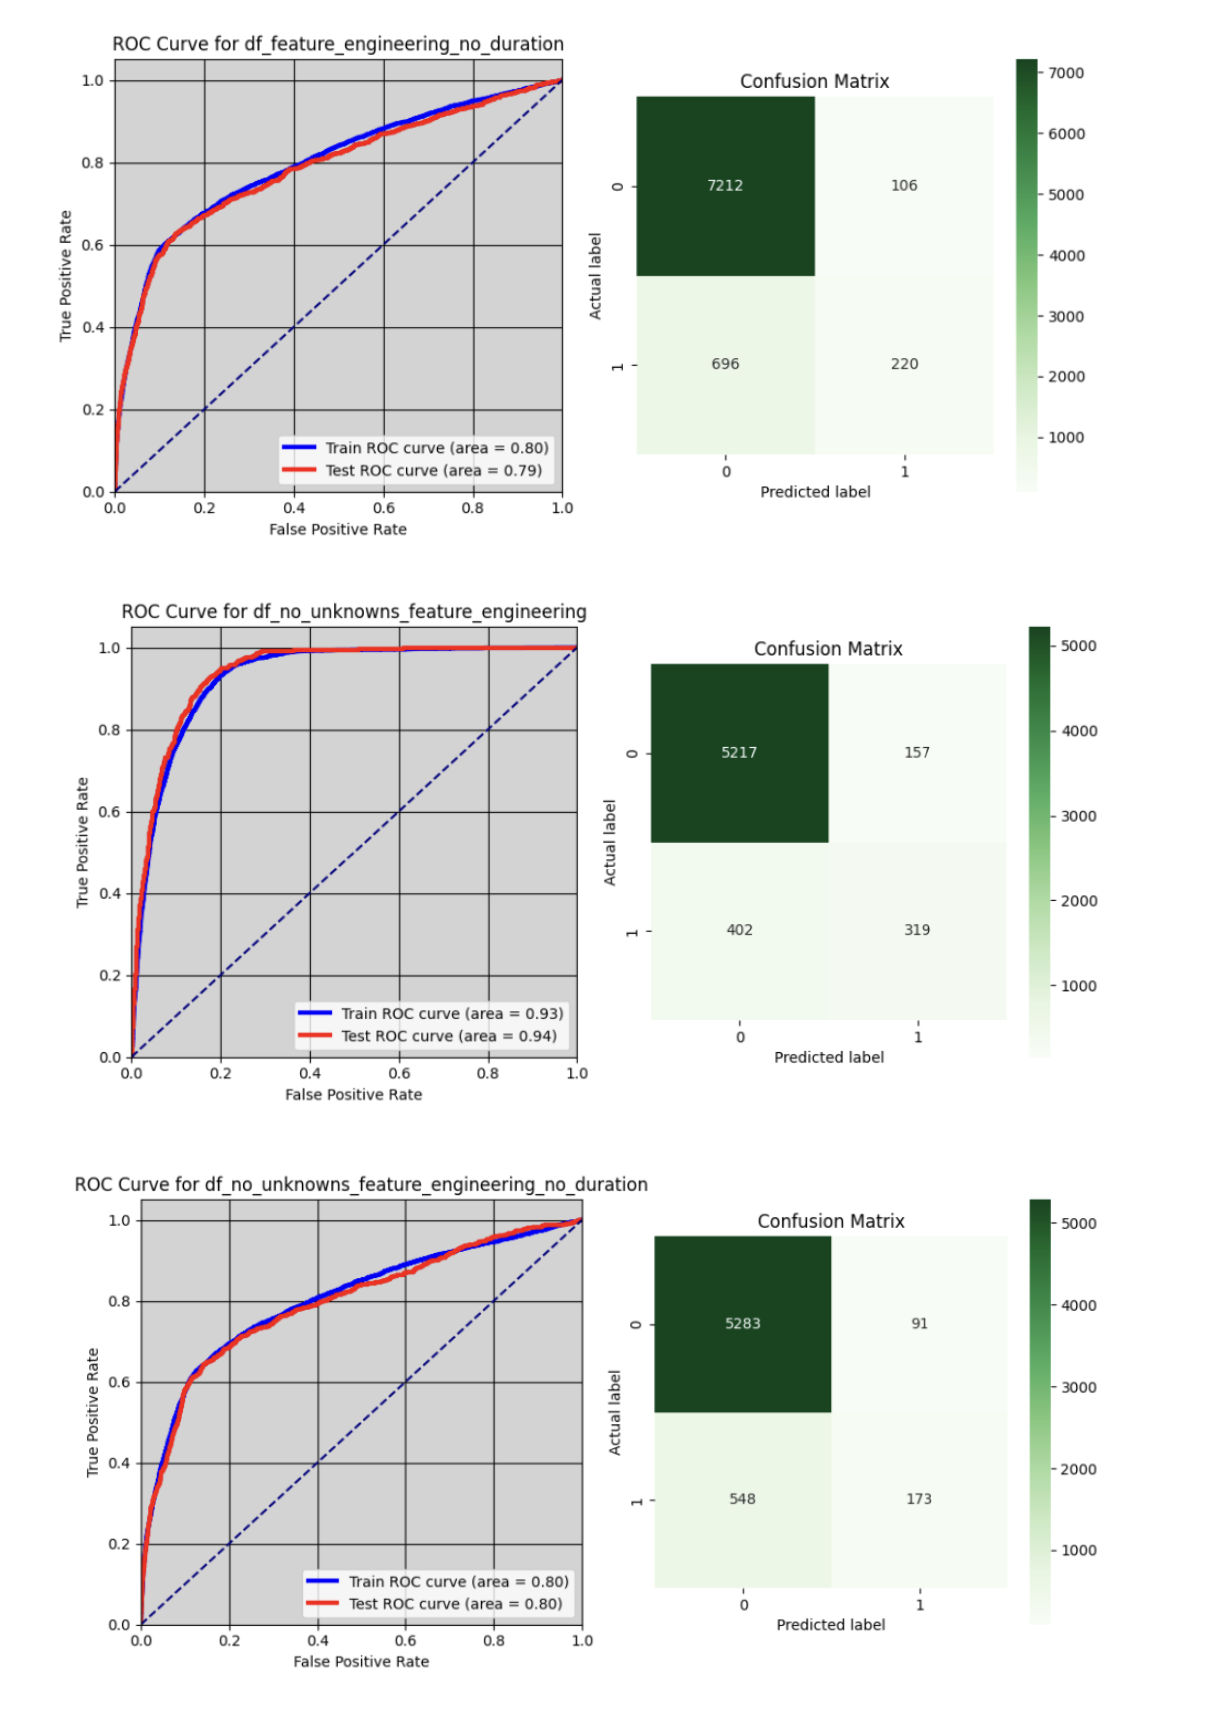 ROC Curve for df_feature_engineering_no_duration
1.0
0.8
0.6
0.4
0.2
0.0
True Positive Rate
0.0 0.2 0.4 0.6 0.8 1.0
False Positive Rate
Train ROC curve (area = 0.80)
Test ROC curve (area = 0.79)
Confusion Matrix
Actual label
0
1
7212 106
696 220
0 1
Predicted label
7000
6000
5000
4000
3000
2000
1000
ROC Curve for df_no_unknowns_feature_engineering
1.0
0.8
0.6
0.4
0.2
0.0
True Positive Rate
0.0 0.2 0.4 0.6 0.8 1.0
False Positive Rate
Train ROC curve (area = 0.93)
Test ROC curve (area = 0.94)
Confusion Matrix
Actual label
0
1
5217 157
402 319
0 1
Predicted label
5000
4000
3000
2000
1000
ROC Curve for df_no_unknowns_feature_engineering_no_duration
1.0
0.8
0.6
0.4
0.2
0.0
True Positive Rate
0.0 0.2 0.4 0.6 0.8 1.0
False Positive Rate
Train ROC curve (area = 0.80)
Test ROC curve (area = 0.80)
Confusion Matrix
Actual label
0
1
5283 91
548 173
0 1
Predicted label
5000
4000
3000
2000
1000